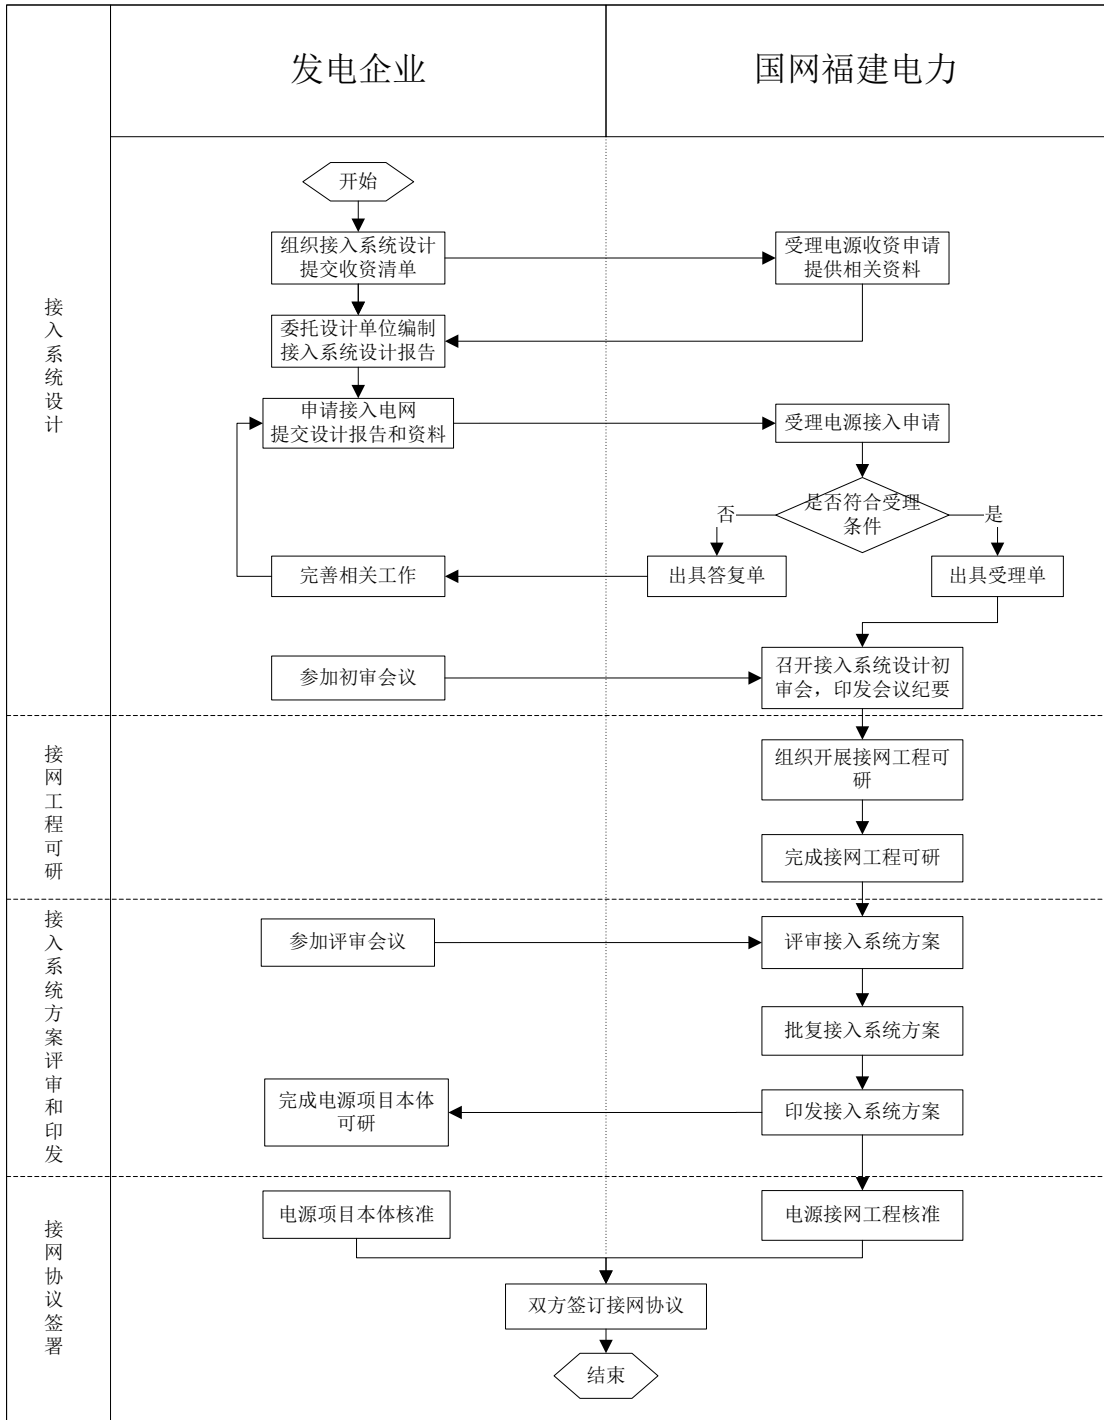 发电企业
国网福建电力
接入系统设计
开始
组织接入系统设计
提交收资清单
受理电源收资申请
提供相关资料
委托设计单位编制
接入系统设计报告
申请接入电网
提交设计报告和资料
受理电源接入申请
是否符合受理
条件
否
是
完善相关工作
出具答复单
出具受理单
参加初审会议
召开接入系统设计初
审会，印发会议纪要
接网工程可研
组织开展接网工程可
研
完成接网工程可研
接入系统方案评审和印发
参加评审会议
评审接入系统方案
批复接入系统方案
完成电源项目本体
可研
印发接入系统方案
接网协议签署
电源项目本体核准
电源接网工程核准
双方签订接网协议
结束